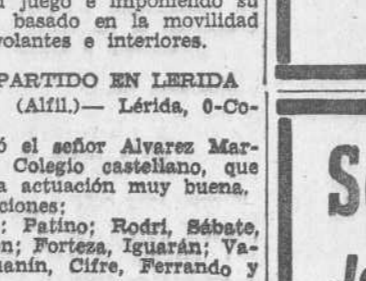 juego e imponiendo su
basado en la movilidad
volantes e interiores.
PARTIDO EN LERIDA
(Alfil.)— Lérida, 0-Co-
ó el señor Alvarez Mar-
Colegio castellano, que
a actuación muy buena.
ciones:
: Patiño; Rodri, Sábate,
n; Forteza, Iguarán; Va-
uanín, Cifre, Ferrando y